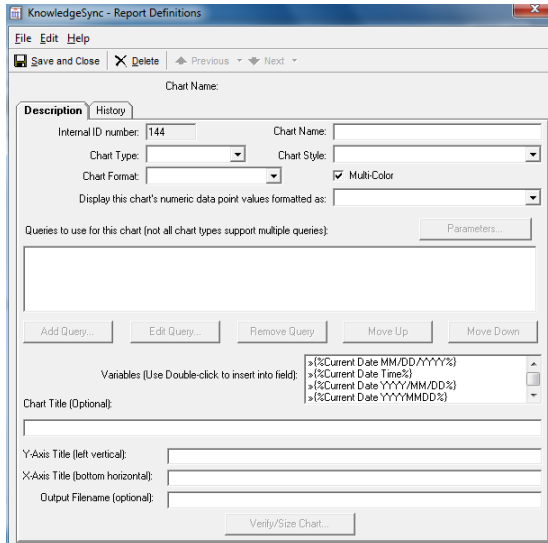 KnowledgeSync - Report Definitions
File Edit Help
Save and Close Delete Previous Next
Chart Name:
Description History
Internal ID number: 144 Chart Name:
Chart Type: Chart Style:
Chart Format: Multi-Color
Display this chart's numeric data point values formatted as:
Queries to use for this chart (not all chart types support multiple queries): Parameters...
Add Query... Edit Query... Remove Query Move Up Move Down
Variables (Use Double-click to insert into field):
»{%Current Date MM/DD/YYYY%}
»{%Current Date Time%}
»{%Current Date YYYY/MM/DD%}
»{%Current Date YYYYMMDD%}
Chart Title (Optional):
Y-Axis Title (left vertical):
X-Axis Title (bottom horizontal):
Output Filename (optional):
Verify/Size Chart...